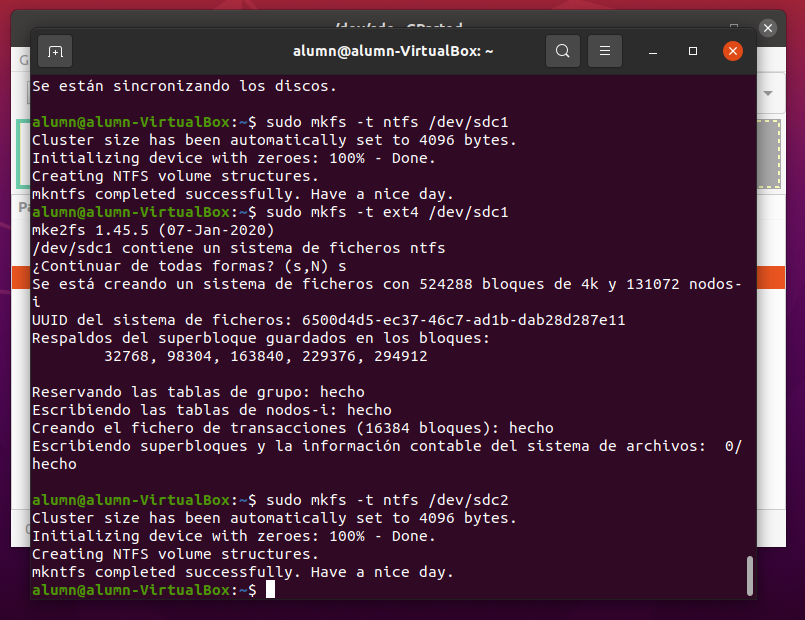 alumn@alumn-VirtualBox: ~
Se están sincronizando los discos.
alumn@alumn-VirtualBox:~$ sudo mkfs -t ntfs /dev/sdc1
Cluster size has been automatically set to 4096 bytes.
Initializing device with zeroes: 100% - Done.
Creating NTFS volume structures.
mkntfs completed successfully. Have a nice day.
alumn@alumn-VirtualBox:~$ sudo mkfs -t ext4 /dev/sdc1
mke2fs 1.45.5 (07-Jan-2020)
/dev/sdc1 contiene un sistema de ficheros ntfs
¿Continuar de todas formas? (s,N) s
Se está creando un sistema de ficheros con 524288 bloques de 4k y 131072 nodos-
i
UUID del sistema de ficheros: 6500d4d5-ec37-46c7-ad1b-dab28d287e11
Respaldos del superbloque guardados en los bloques:
32768, 98304, 163840, 229376, 294912
Reservando las tablas de grupo: hecho
Escribiendo las tablas de nodos-i: hecho
Creando el fichero de transacciones (16384 bloques): hecho
Escribiendo superbloques y la información contable del sistema de archivos:  0/
hecho
alumn@alumn-VirtualBox:~$ sudo mkfs -t ntfs /dev/sdc2
Cluster size has been automatically set to 4096 bytes.
Initializing device with zeroes: 100% - Done.
Creating NTFS volume structures.
mkntfs completed successfully. Have a nice day.
alumn@alumn-VirtualBox:~$